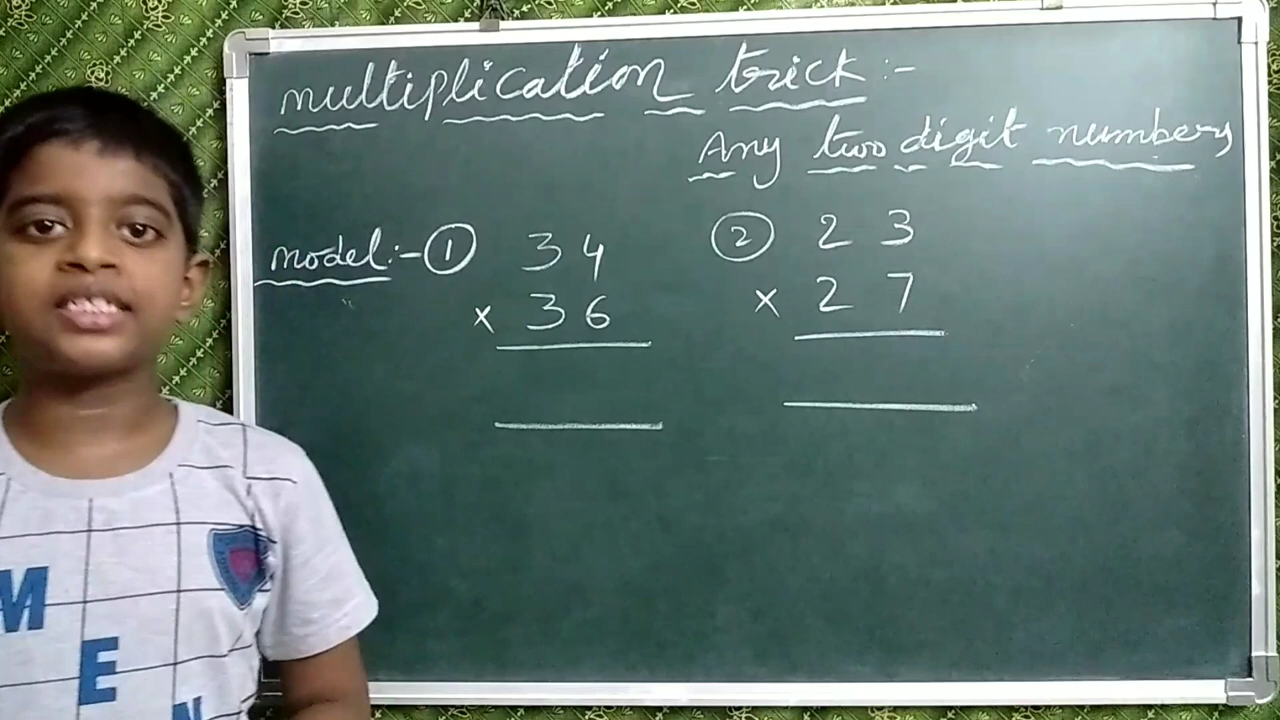 multiplication trick :-
Any two digit numbers
model:- ① 34
× 36
② 23
× 27
M
E
N